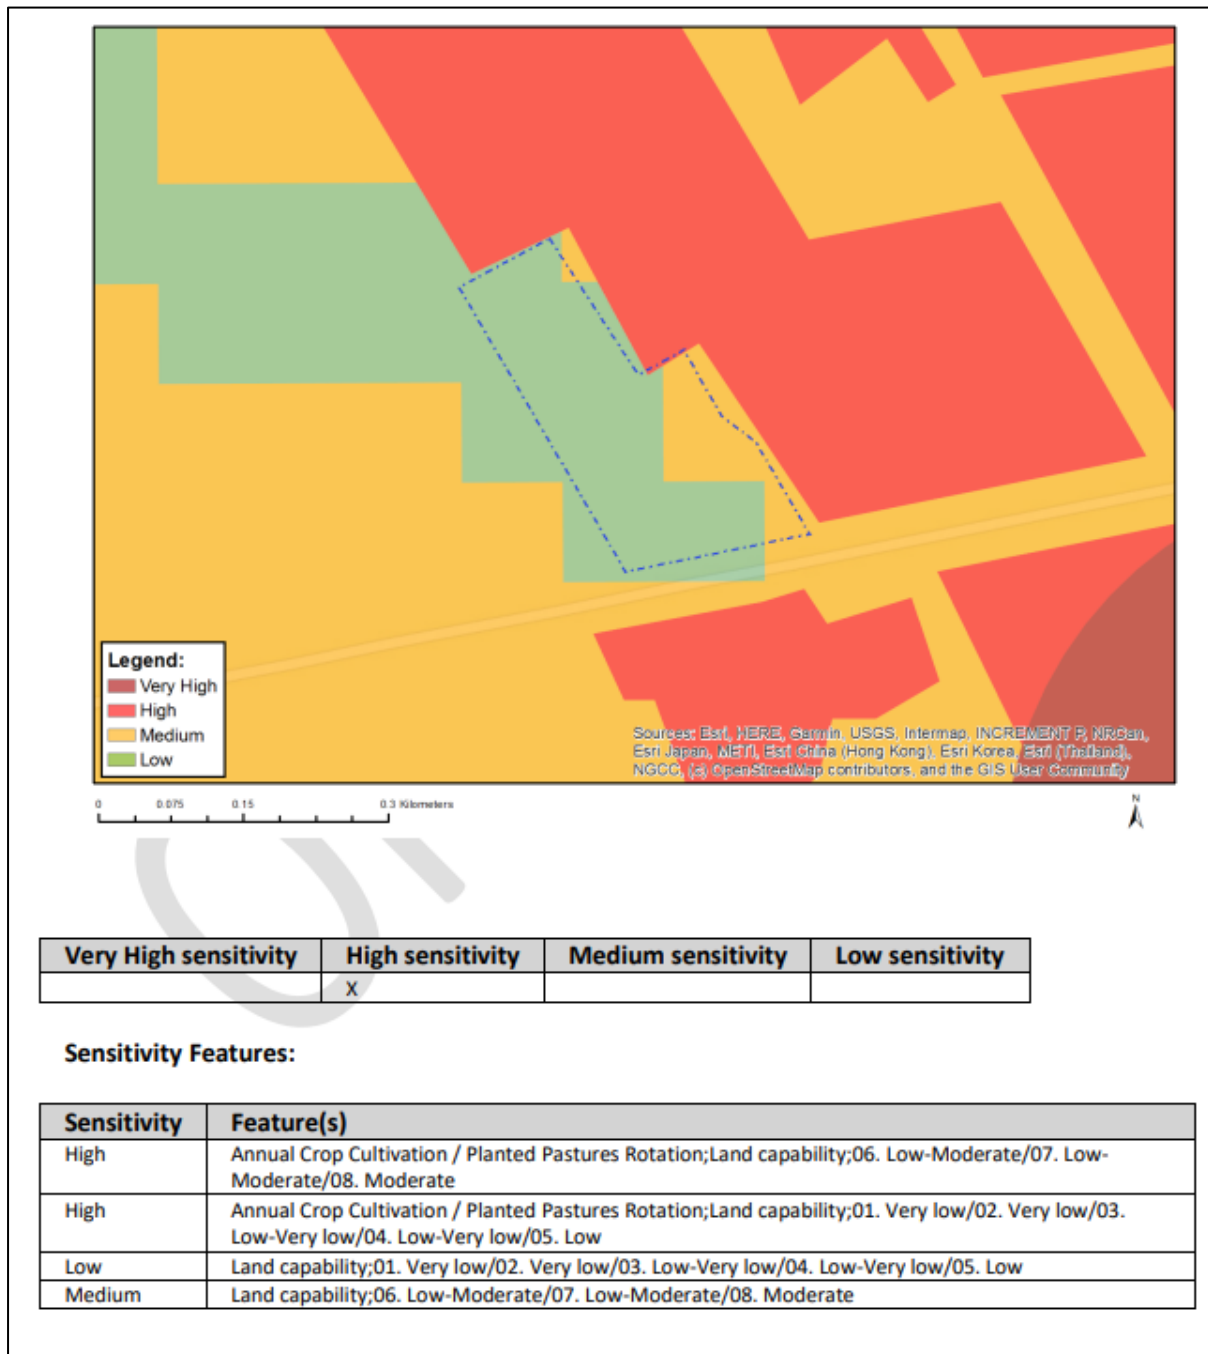 Legend:
Very High
High
Medium
Low
Sources: Esri, HERE, Garmin, USGS, Intermap, INCREMENT P, NRCan,
Esri Japan, METI, Esri China (Hong Kong), Esri Korea, Esri (Thailand),
NGCC, (c) OpenStreetMap contributors, and the GIS User Community
0 0.075 0.15 0.3 Kilometers
N
Very High sensitivity High sensitivity Medium sensitivity Low sensitivity
X
Sensitivity Features:
Sensitivity Feature(s)
High Annual Crop Cultivation / Planted Pastures Rotation;Land capability;06. Low-Moderate/07. Low-
Moderate/08. Moderate
High Annual Crop Cultivation / Planted Pastures Rotation;Land capability;01. Very low/02. Very low/03.
Low-Very low/04. Low-Very low/05. Low
Low Land capability;01. Very low/02. Very low/03. Low-Very low/04. Low-Very low/05. Low
Medium Land capability;06. Low-Moderate/07. Low-Moderate/08. Moderate